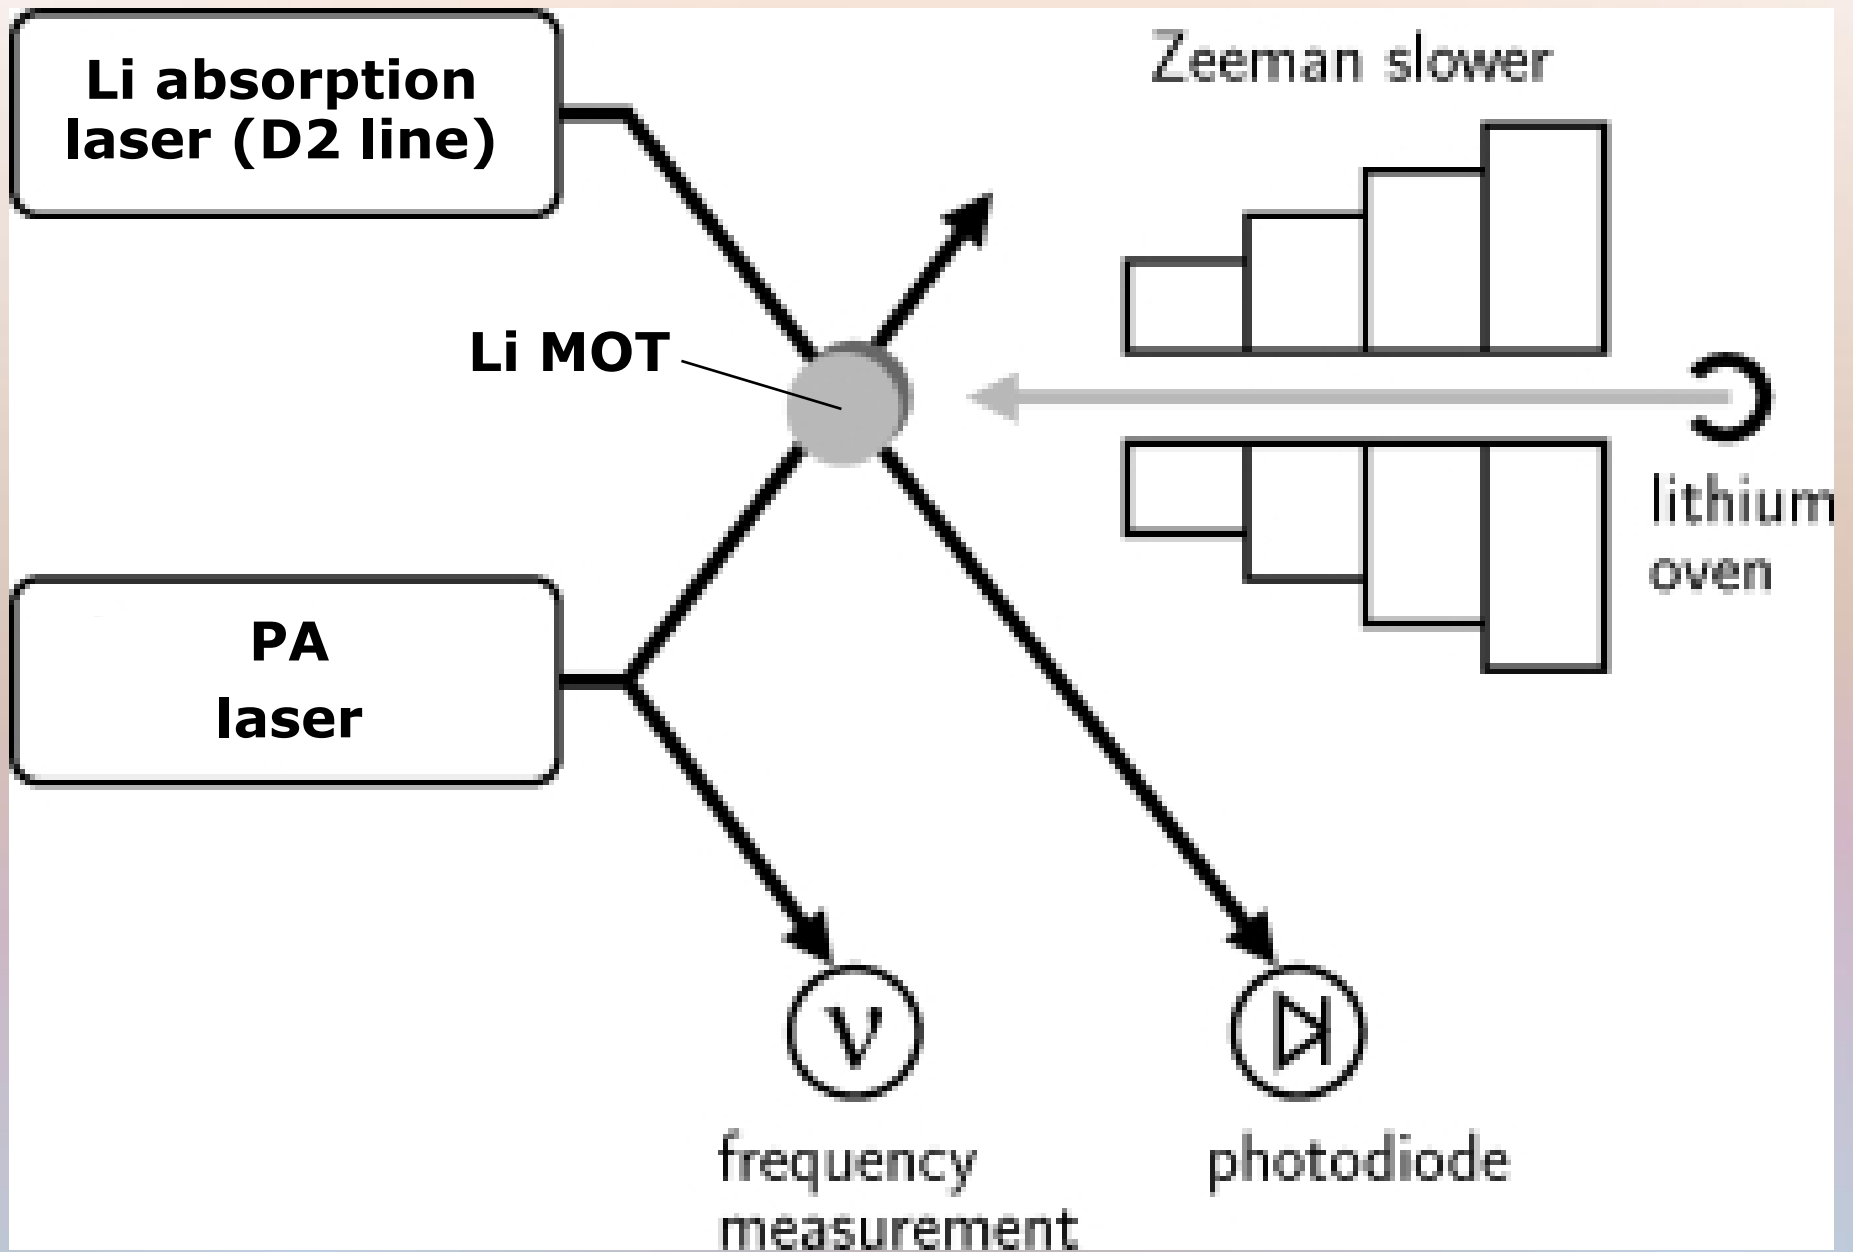 Li absorption
laser (D2 line)
Zeeman slower
Li MOT
lithium
oven
PA
laser
ν
frequency
measurement
photodiode